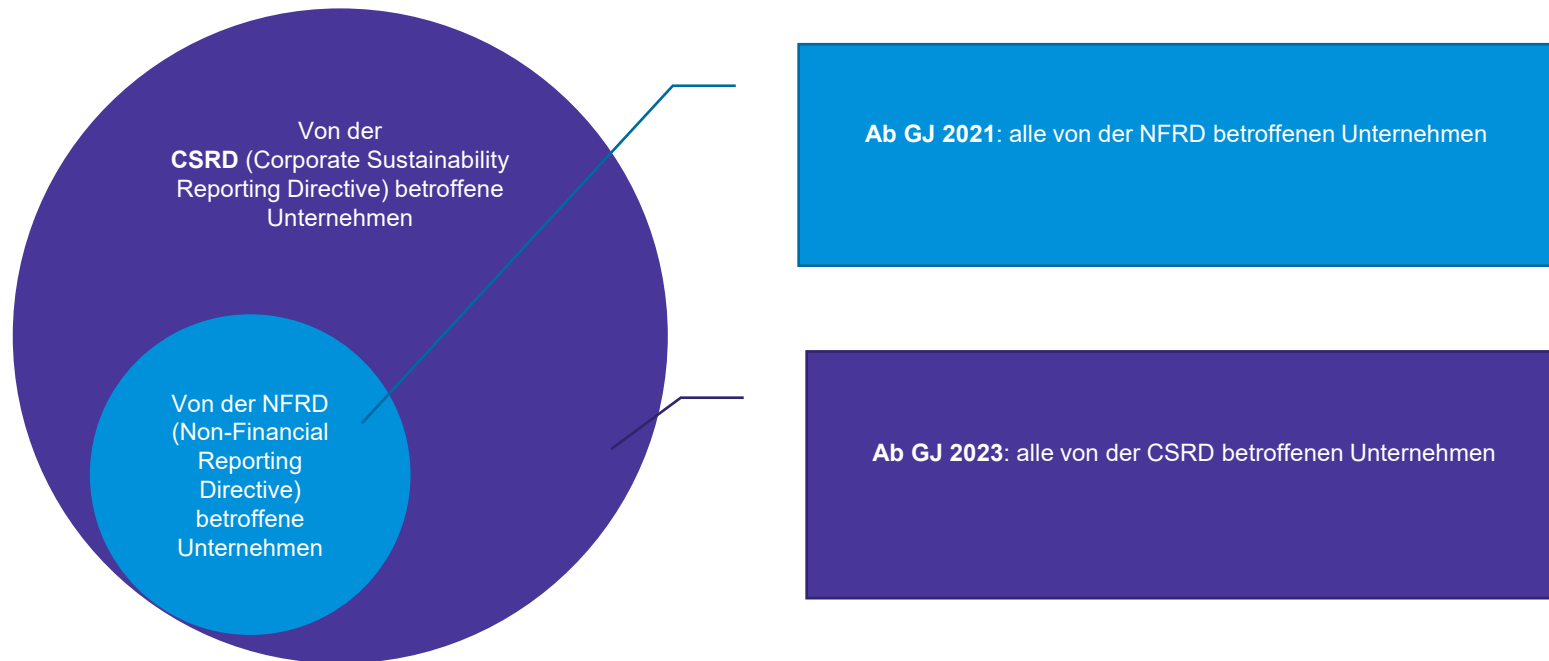 Von der
CSRD (Corporate Sustainability
Reporting Directive) betroffene
Unternehmen
Von der NFRD
(Non-Financial
Reporting
Directive)
betroffene
Unternehmen
Ab GJ 2021: alle von der NFRD betroffenen Unternehmen
Ab GJ 2023: alle von der CSRD betroffenen Unternehmen